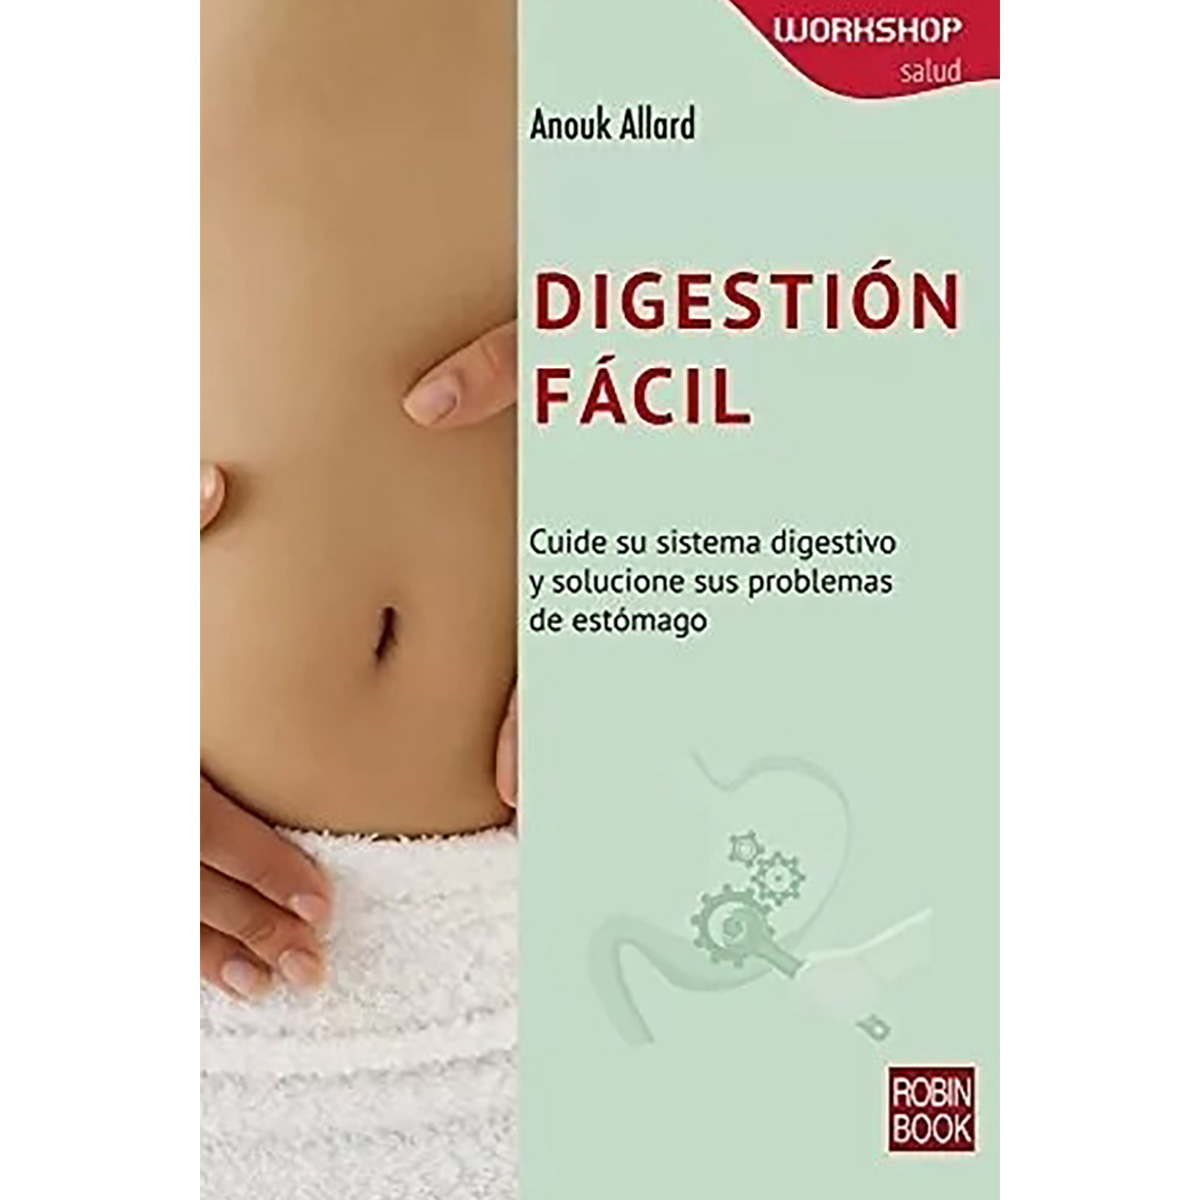 WORKSHOP
salud
Anouk Allard
DIGESTIÓN
FÁCIL
Cuide su sistema digestivo
y solucione sus problemas
de estómago
ROBIN
BOOK